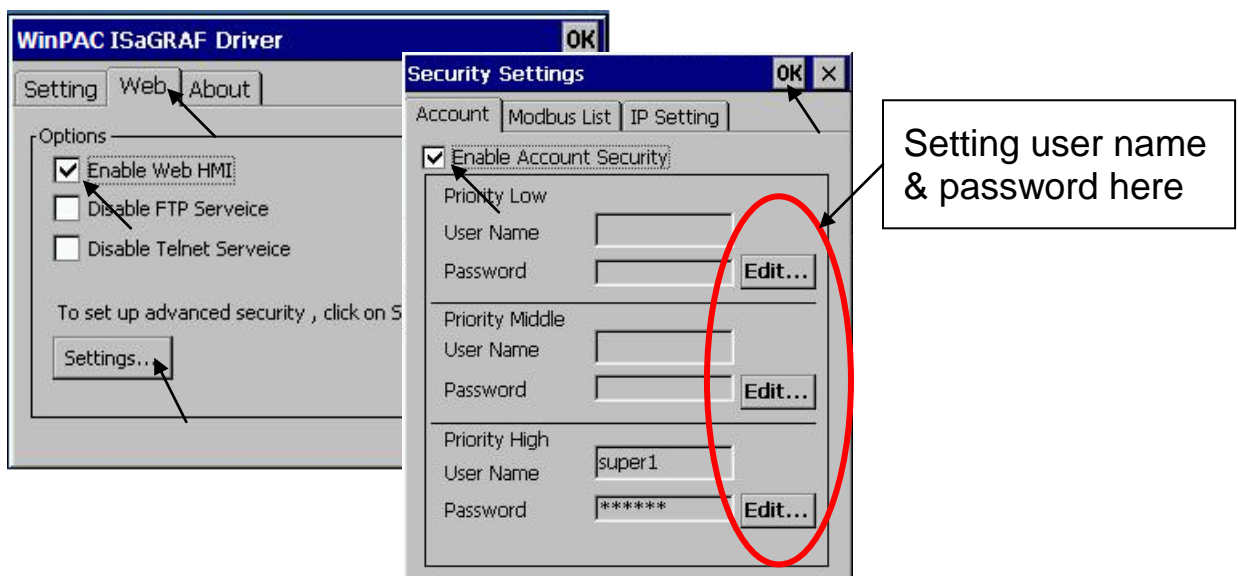 WinPAC ISaGRAF Driver OK
Setting Web About
Options
Enable Web HMI
Disable FTP Serveice
Disable Telnet Serveice
To set up advanced security , click on S
Settings...
Security Settings OK ×
Account Modbus List IP Setting
Enable Account Security
Priority Low
User Name
Password Edit...
Priority Middle
User Name
Password Edit...
Priority High
User Name super1
Password ****** Edit...
Setting user name
& password here